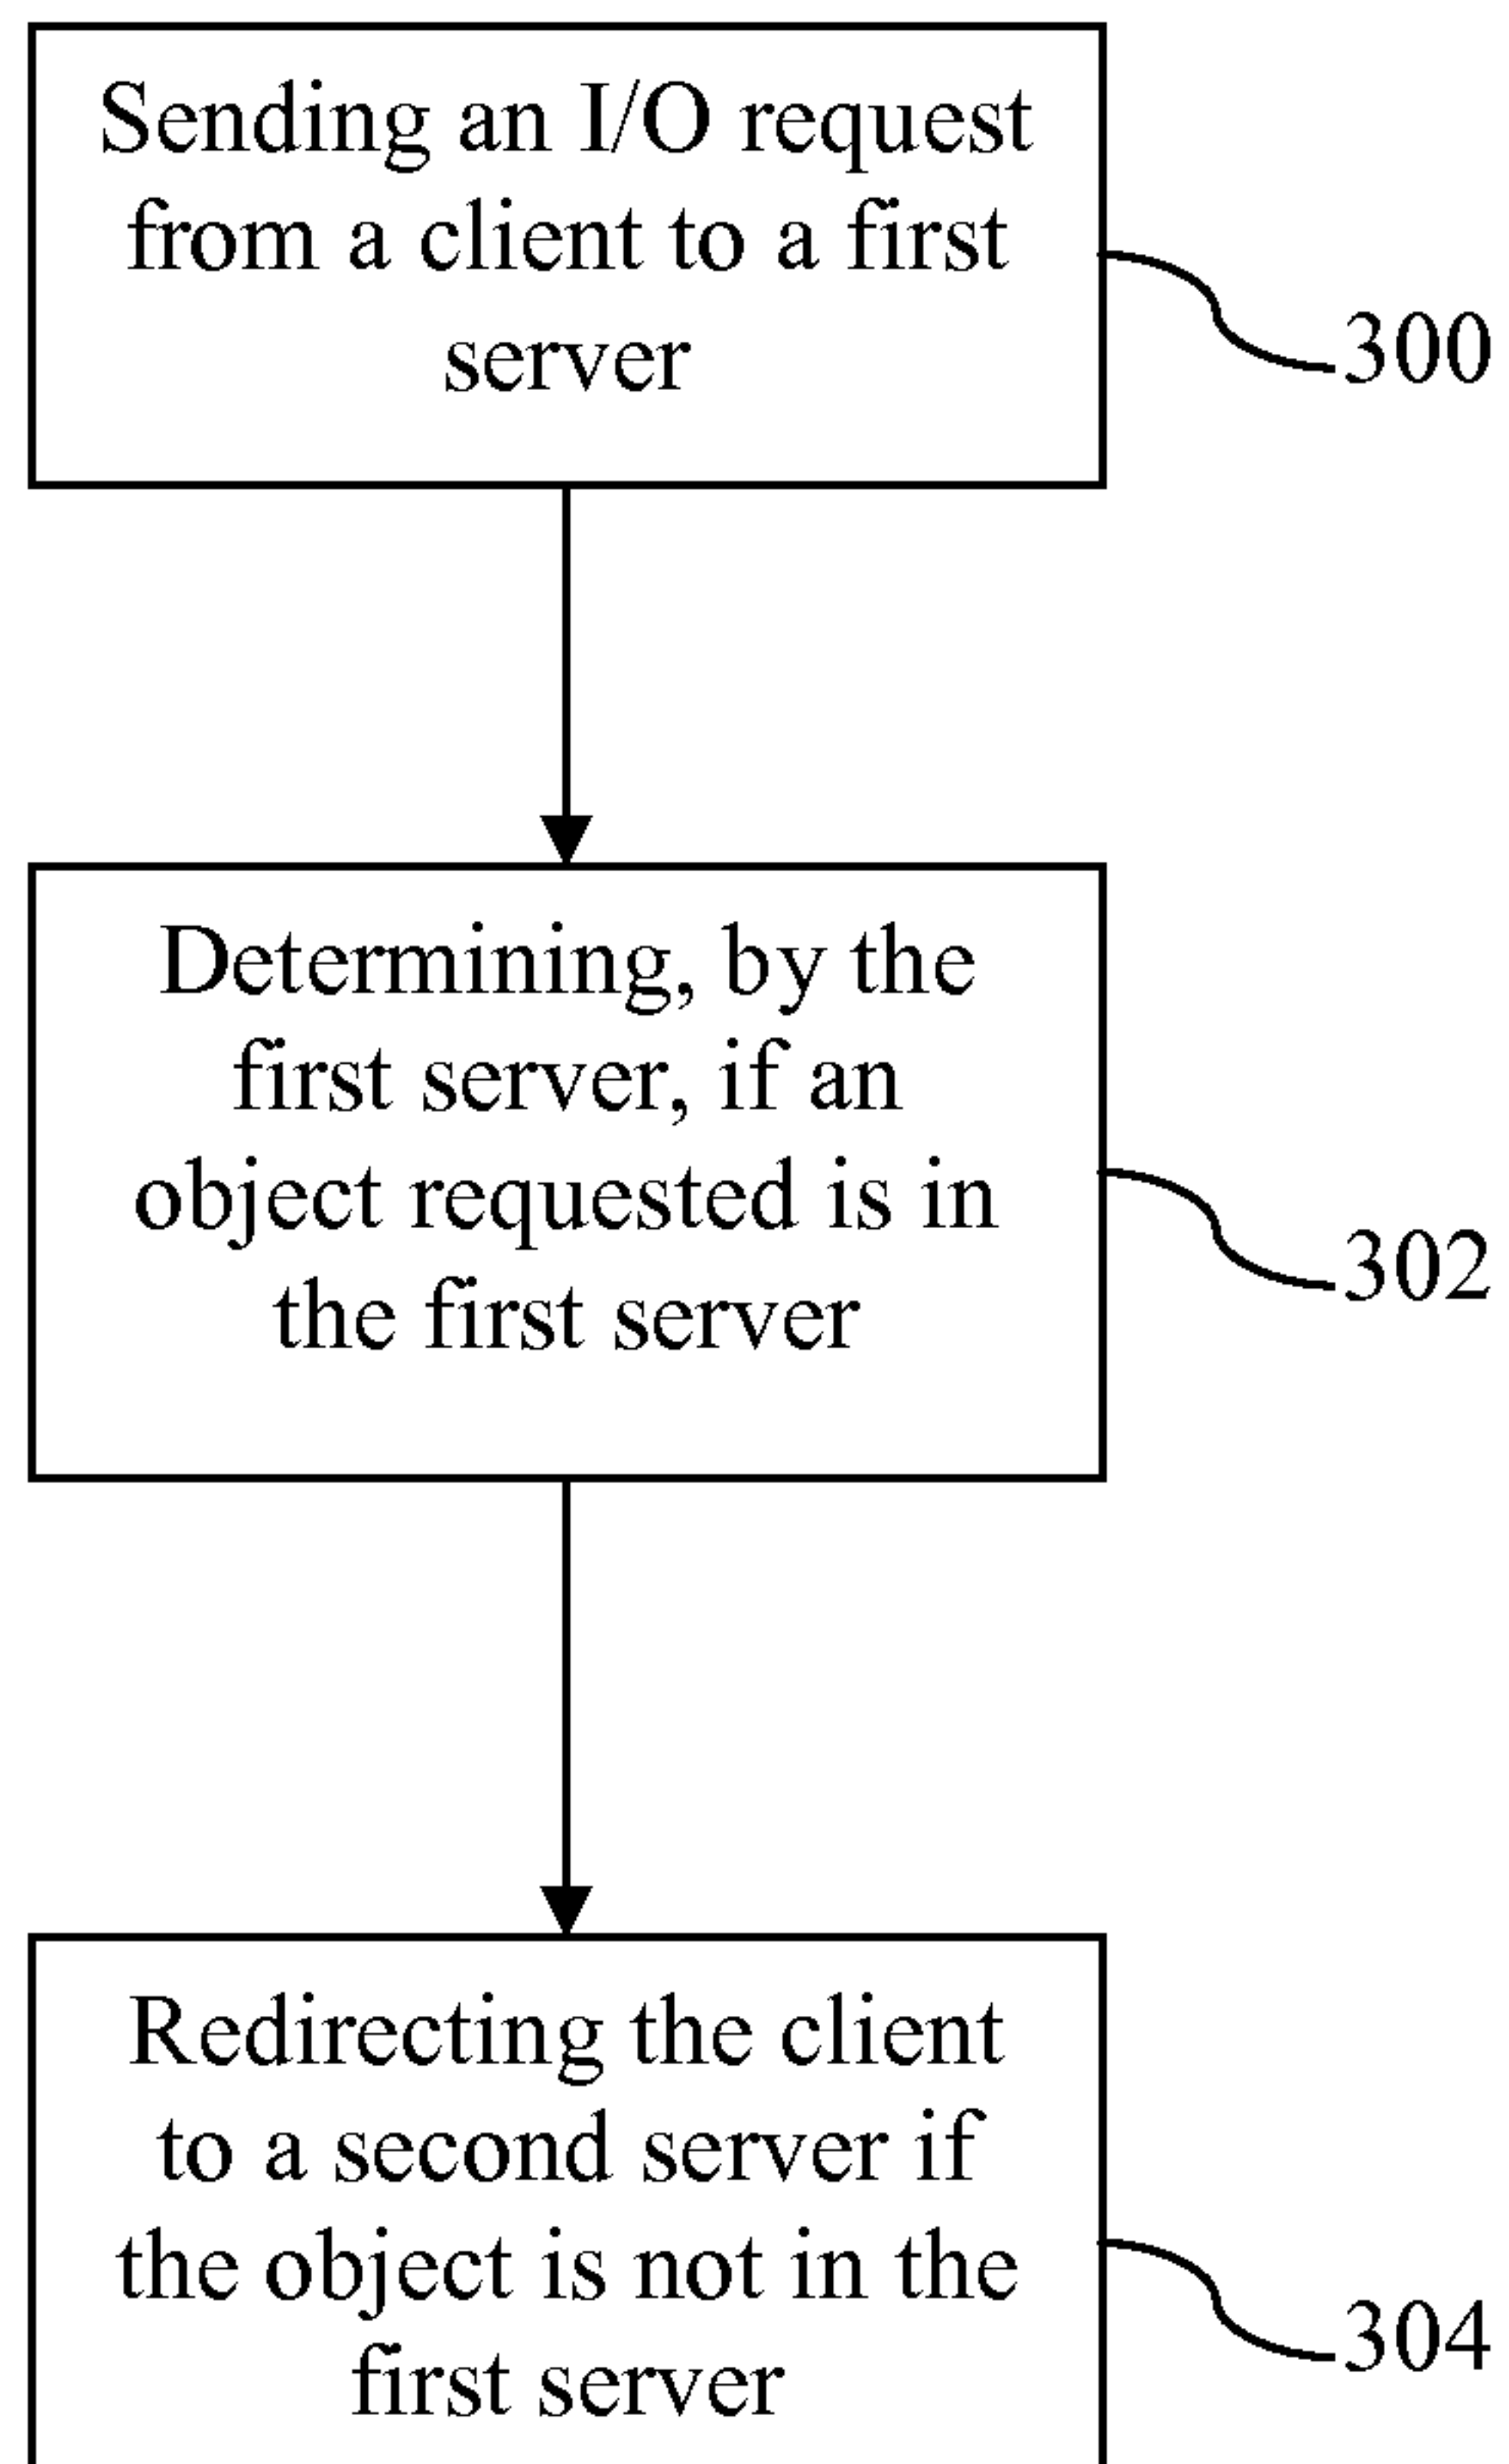 Sending an I/O request
from a client to a first
server
300
Determining, by the
first server, if an
object requested is in
the first server
302
Redirecting the client
to a second server if
the object is not in the
first server
304